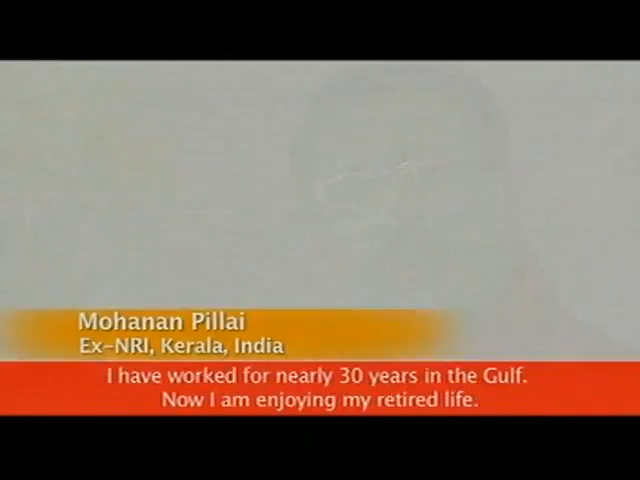 Mohanan Pillai
Ex-NRI, Kerala, India
I have worked for nearly 30 years in the Gulf.
Now I am enjoying my retired life.